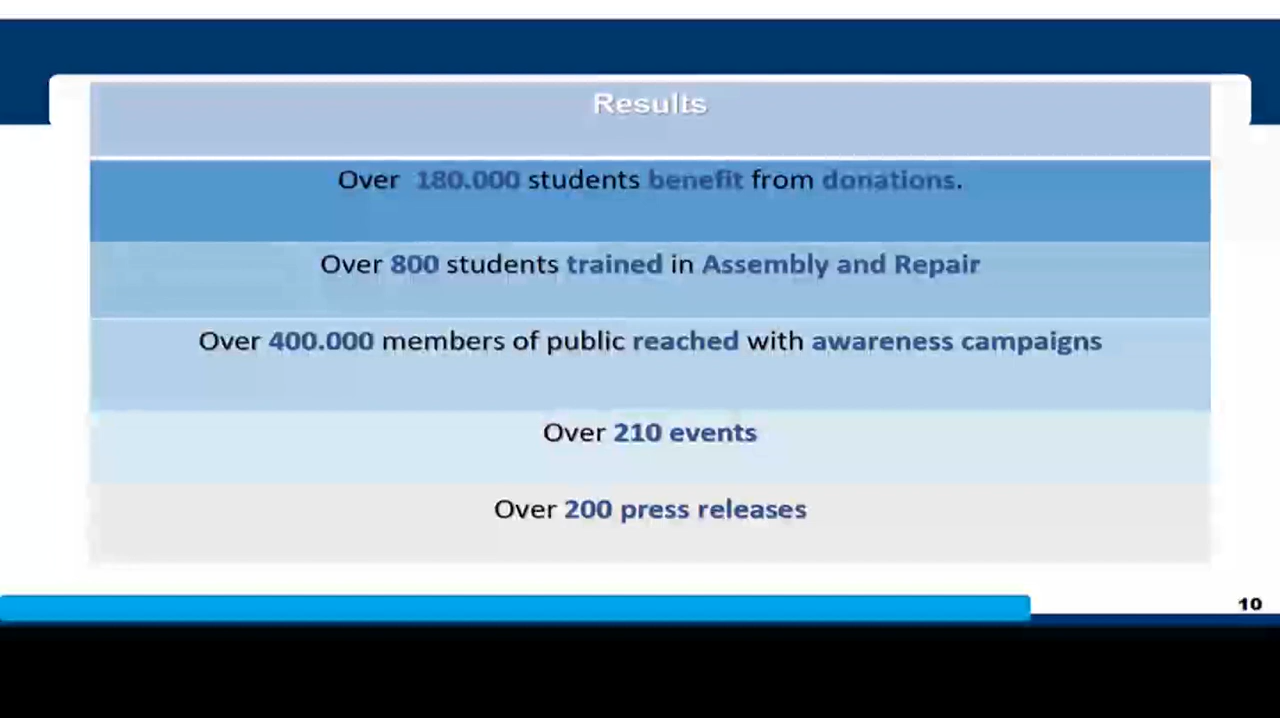 Results
Over 180.000 students benefit from donations.
Over 800 students trained in Assembly and Repair
Over 400.000 members of public reached with awareness campaigns
Over 210 events
Over 200 press releases
10